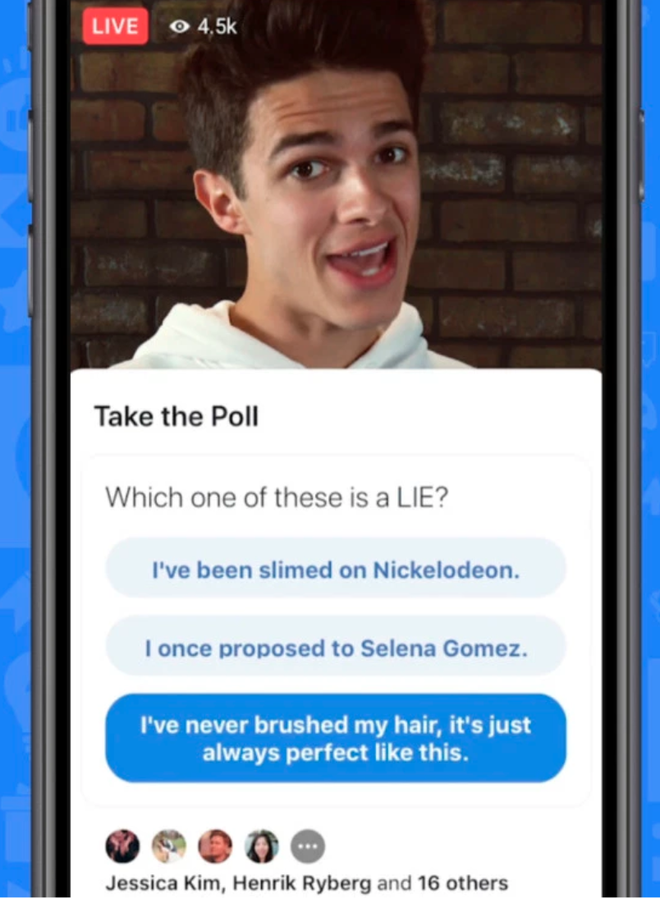 LIVE 4.5k
Take the Poll
Which one of these is a LIE?
I've been slimed on Nickelodeon.
I once proposed to Selena Gomez.
I've never brushed my hair, it's just
always perfect like this.
Jessica Kim, Henrik Ryberg and 16 others